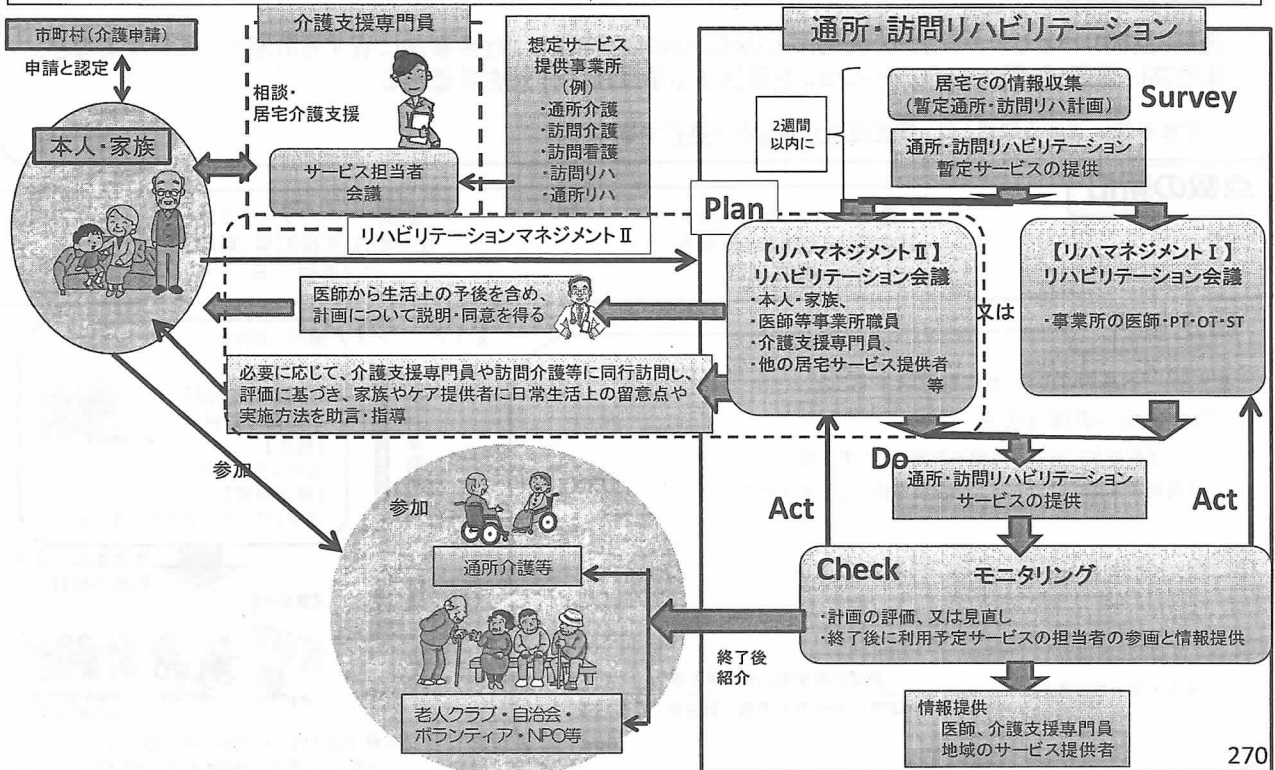 市町村(介護申請)
申請と認定
本人・家族
介護支援専門員
相談・
居宅介護支援
サービス担当者
会議
想定サービス
提供事業所
(例)
・通所介護
・訪問介護
・訪問看護
・訪問リハ
・通所リハ
通所・訪問リハビリテーション
2週間
以内に
居宅での情報収集
(暫定通所・訪問リハ計画)
Survey
通所・訪問リハビリテーション
暫定サービスの提供
Plan
リハビリテーションマネジメントⅡ
【リハマネジメントⅡ】
リハビリテーション会議
・本人・家族、
・医師等事業所職員
・介護支援専門員、
・他の居宅サービス提供者
等
又は
【リハマネジメントⅠ】
リハビリテーション会議
・事業所の医師・PT・OT・ST
医師から生活上の予後を含め、
計画について説明・同意を得る
必要に応じて、介護支援専門員や訪問介護等に同行訪問し、
評価に基づき、家族やケア提供者に日常生活上の留意点や
実施方法を助言・指導
Do
通所・訪問リハビリテーション
サービスの提供
Act
Act
Check
モニタリング
・計画の評価、又は見直し
・終了後に利用予定サービスの担当者の参画と情報提供
参加
参加
通所介護等
老人クラブ・自治会・
ボランティア・NPO等
終了後
紹介
情報提供
医師、介護支援専門員
地域のサービス提供者
270